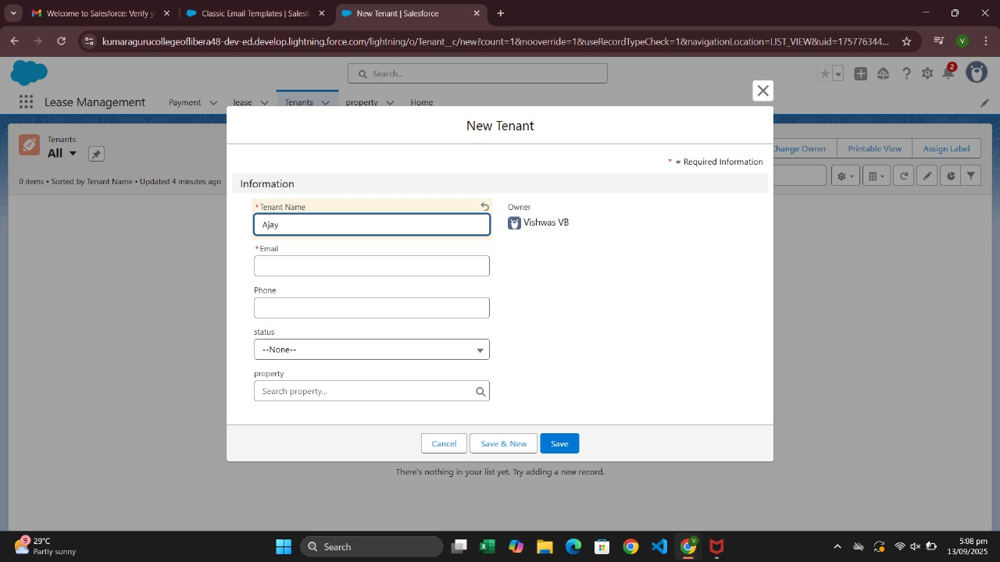 Welcome to Salesforce: Verify y
Classic Email Templates | Salesf
New Tenant | Salesforce
kumaragurucollegeoflibera48-dev-ed.develop.lightning.force.com/lightning/o/Tenant__c/new?count=1&nooverride=1&useRecordTypeCheck=1&navigationLocation=LIST_VIEW&uid=175776344...
V
Search...
2
Lease Management
Payment
lease
Tenants
property
Home
Tenants
All
Change Owner
Printable View
Assign Label
0 items • Sorted by Tenant Name • Updated 4 minutes ago
New Tenant
* = Required Information
Information
*Tenant Name
Ajay
Owner
Vishwas VB
*Email
Phone
status
--None--
property
Search property...
Cancel
Save & New
Save
There's nothing in your list yet. Try adding a new record.
9
29°C
Partly sunny
Search
V
5:08 pm
13/09/2025